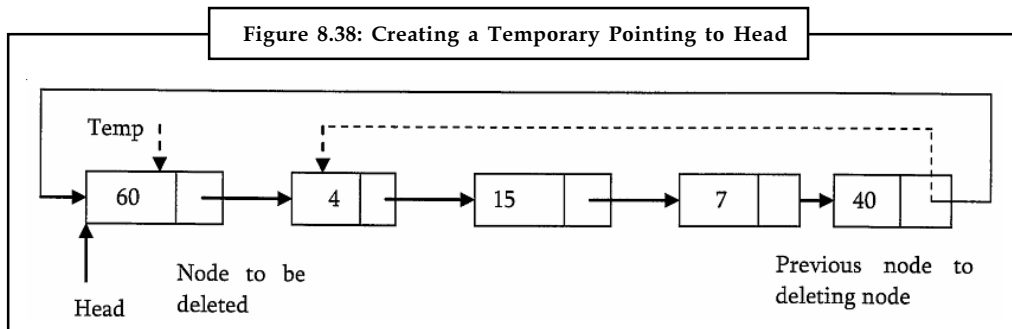 Figure 8.38: Creating a Temporary Pointing to Head
Temp
60
4
15
7
40
Head
Node to be
deleted
Previous node to
deleting node